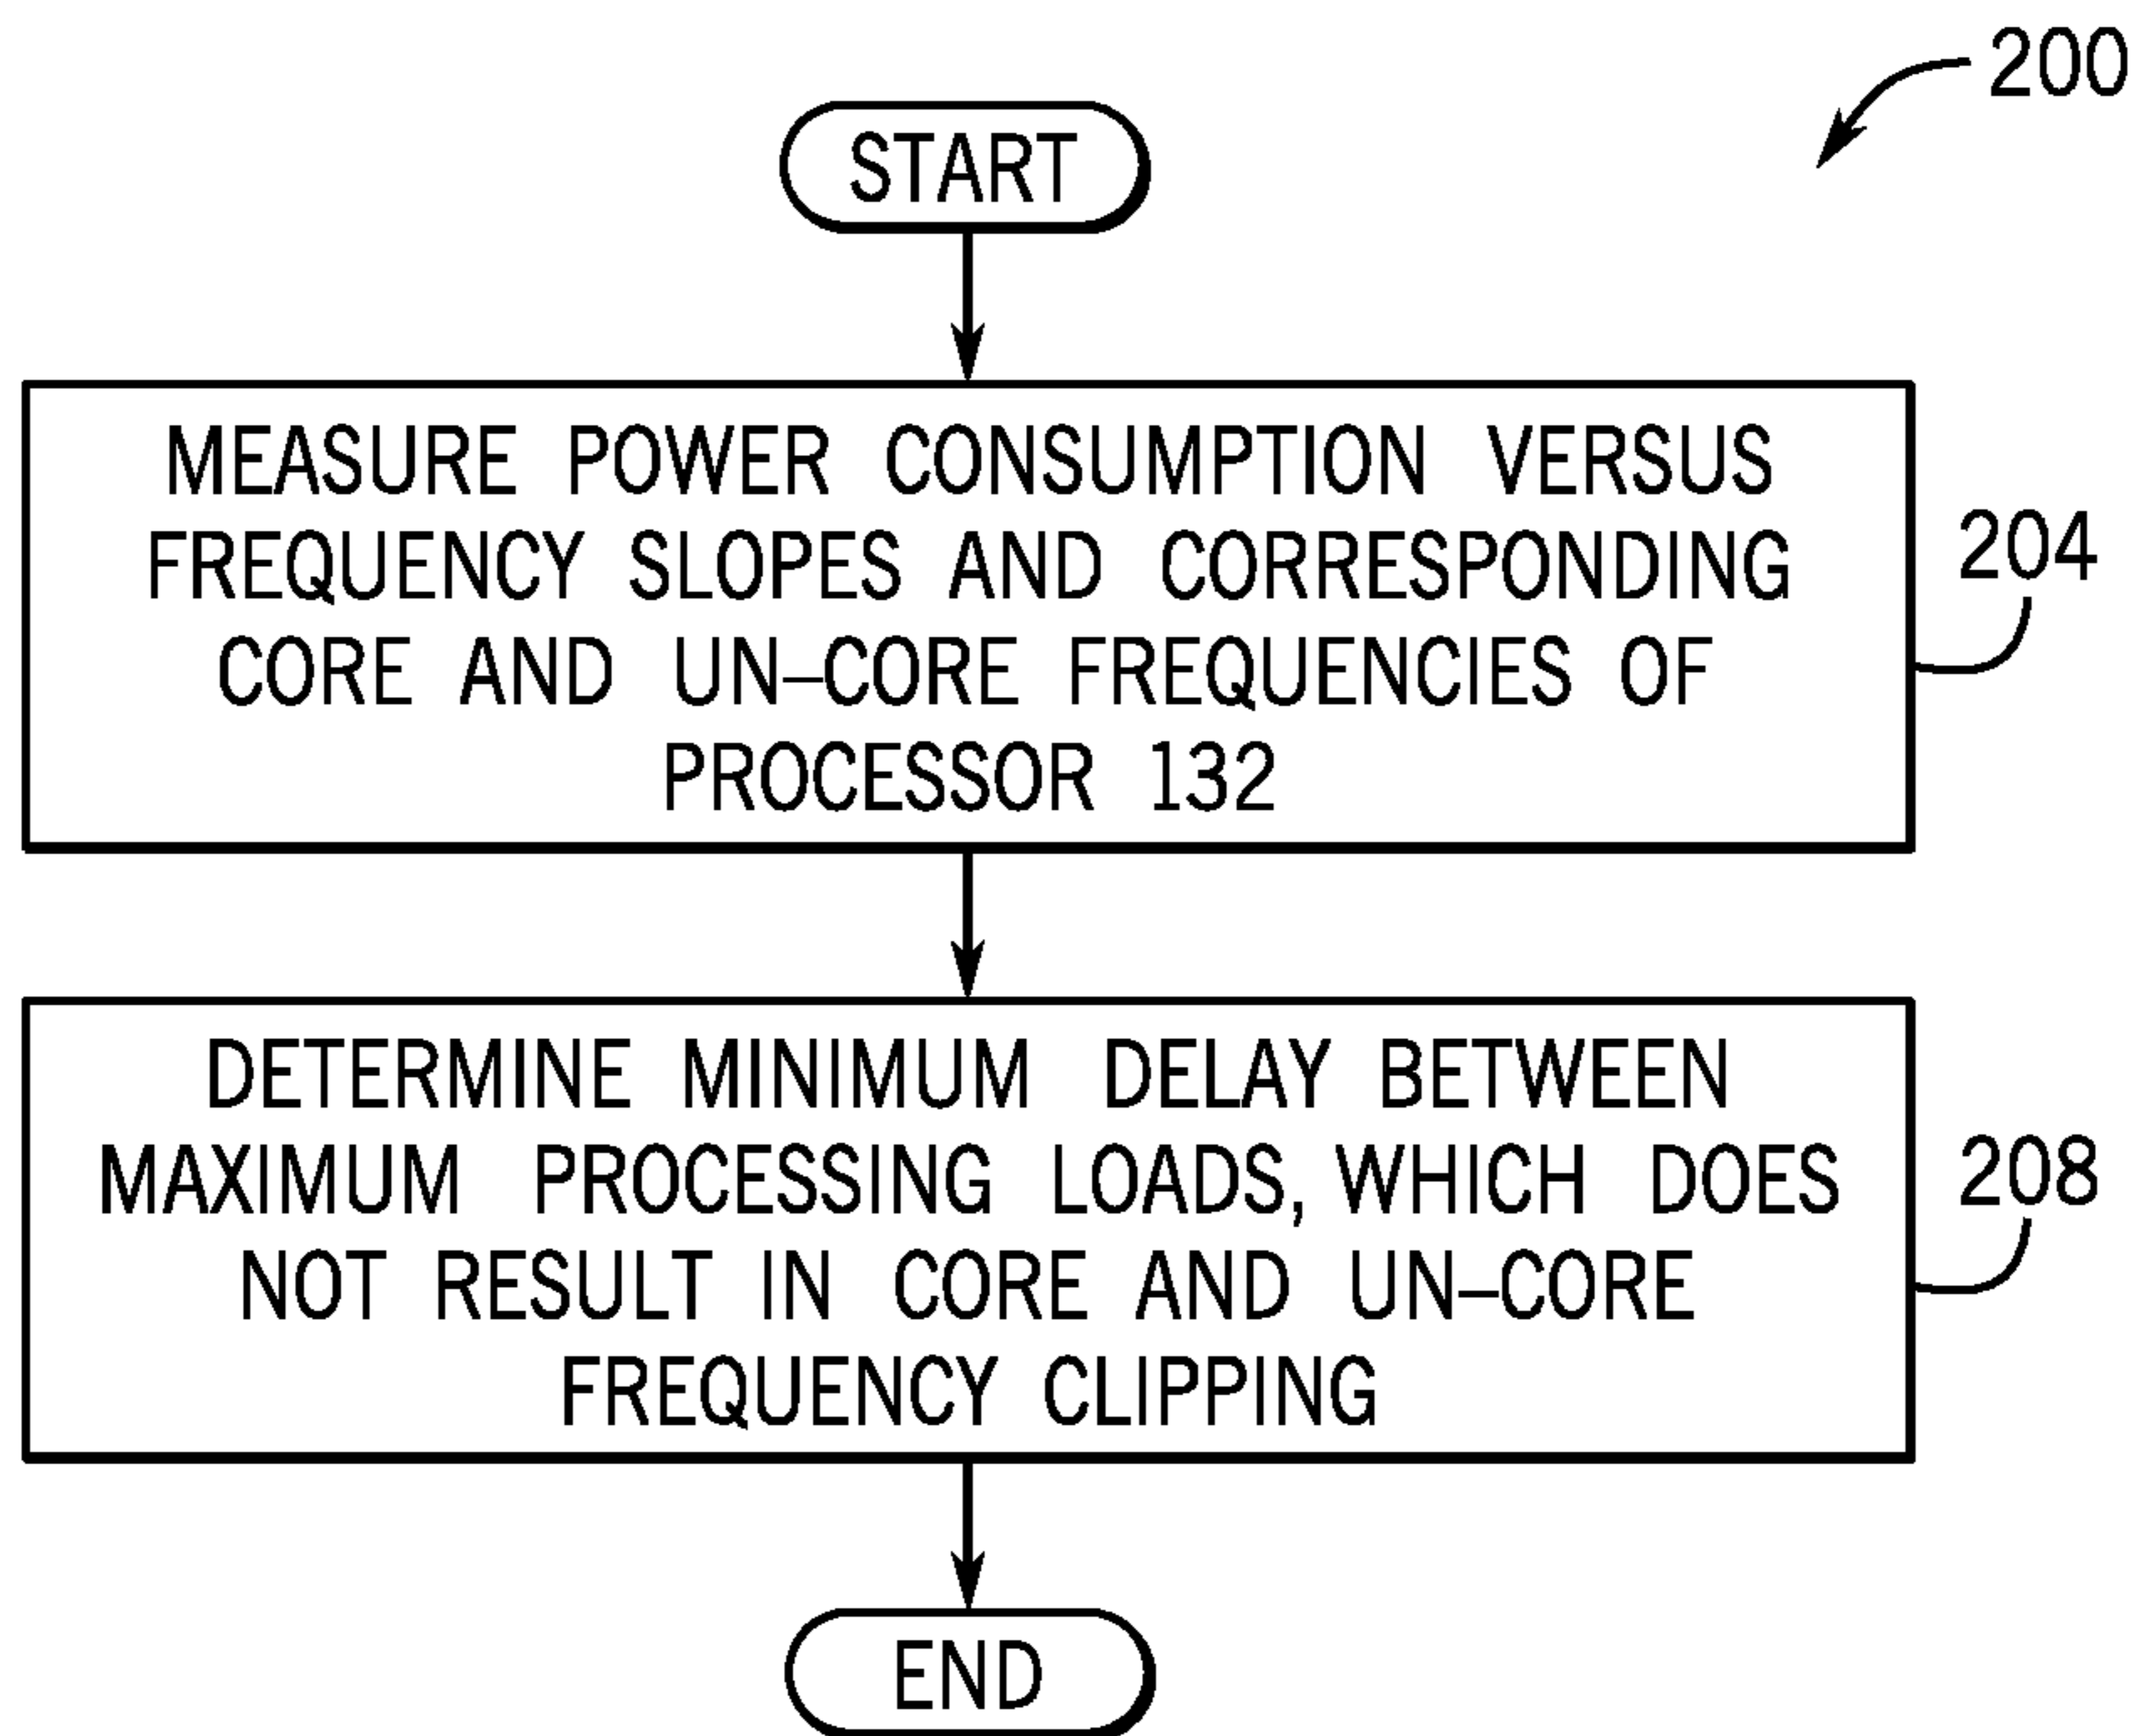 200
START
MEASURE POWER CONSUMPTION VERSUS
FREQUENCY SLOPES AND CORRESPONDING
CORE AND UN–CORE FREQUENCIES OF
PROCESSOR 132
204
DETERMINE MINIMUM DELAY BETWEEN
MAXIMUM PROCESSING LOADS, WHICH DOES
NOT RESULT IN CORE AND UN–CORE
FREQUENCY CLIPPING
208
END